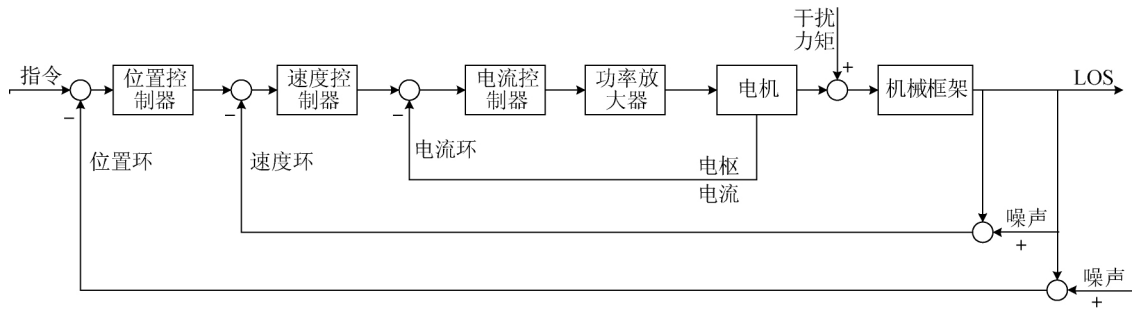 干扰
力矩
指令
位置控
制器
速度控
制器
电流控
制器
功率放
大器
电机
+
机械框架
LOS
−
−
−
位置环
速度环
电流环
电枢
电流
噪声
+
噪声
+